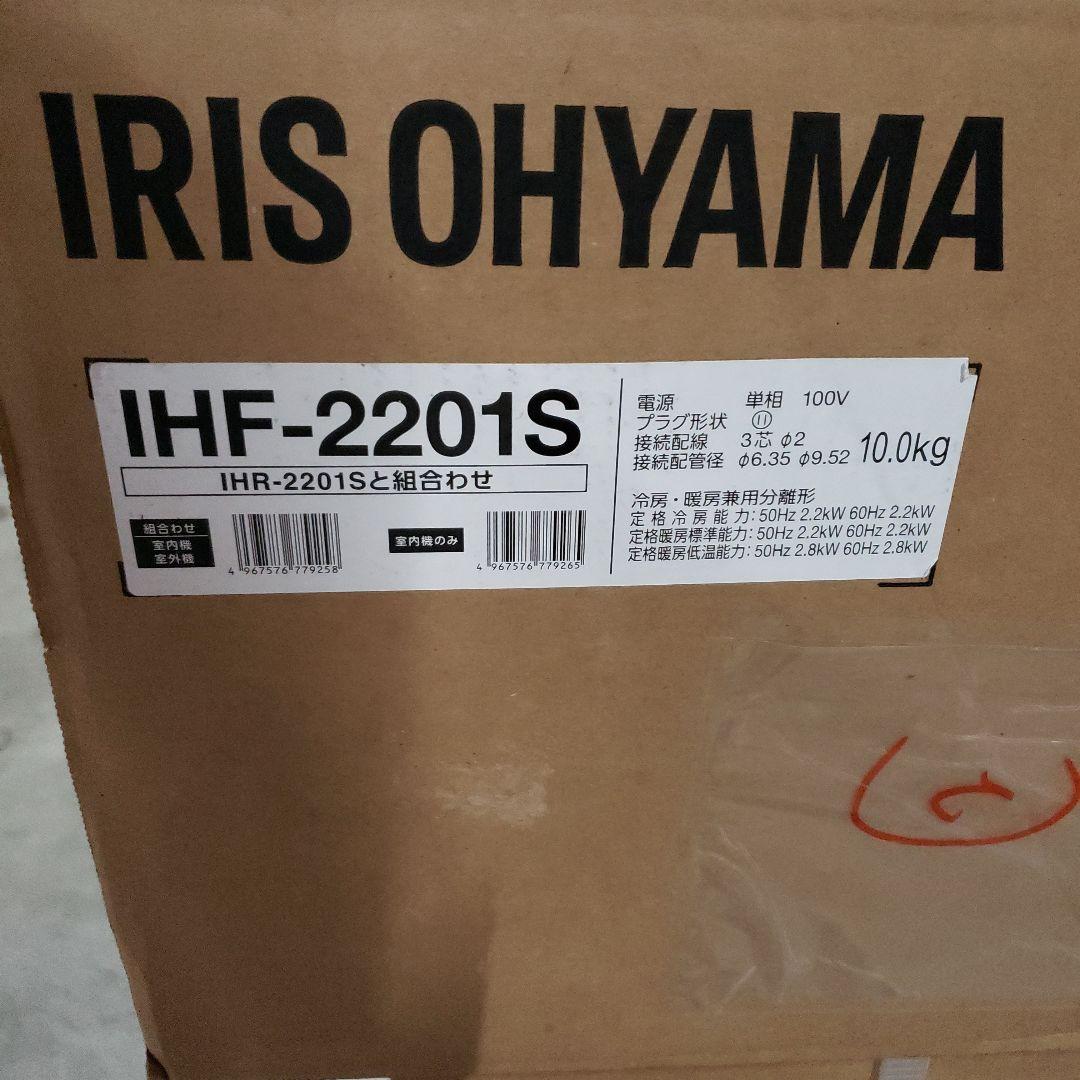 IRIS OHYAMA
IHF-2201S
IHR-2201Sと組合わせ
組合わせ
室内機
室外機
4 967576 779258
室内機のみ
4 967576 779265
電源 単相 100V
プラグ形状
接続配線 3芯 φ2
接続配管径 φ6.35 φ9.52
10.0kg
冷房・暖房兼用分離形
定格冷房能力:50Hz 2.2kW 60Hz 2.2kW
定格暖房標準能力:50Hz 2.2kW 60Hz 2.2kW
定格暖房低温能力:50Hz 2.8kW 60Hz 2.8kW